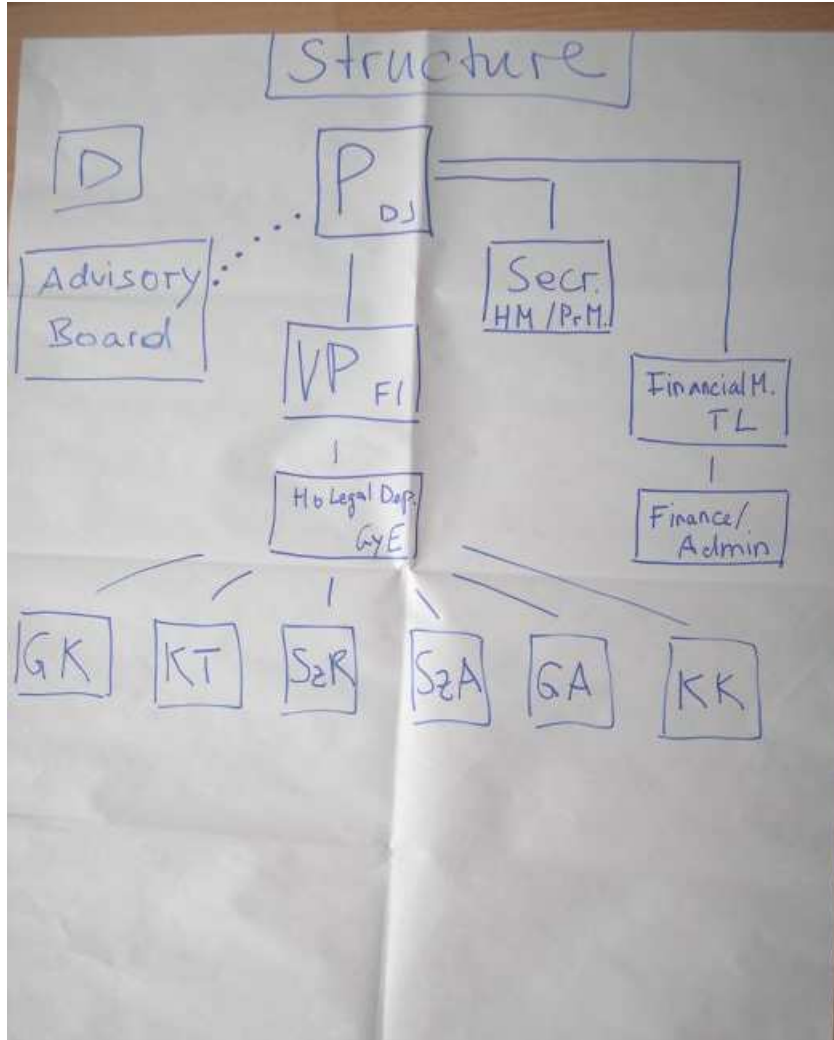 Structure
D
P DJ
Advisory
Board
Secr.
HM / Pr.M.
VP FI
Financial M.
TL
Ho Legal Dep.
GyE
Finance/
Admin
GK
KT
SzR
SzA
GA
KK